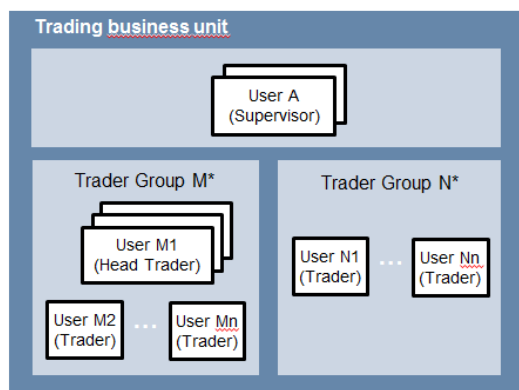 Trading business unit
User A
(Supervisor)
Trader Group M*
User M1
(Head Trader)
User M2
(Trader)
...
User Mn
(Trader)
Trader Group N*
User N1
(Trader)
...
User Nn
(Trader)